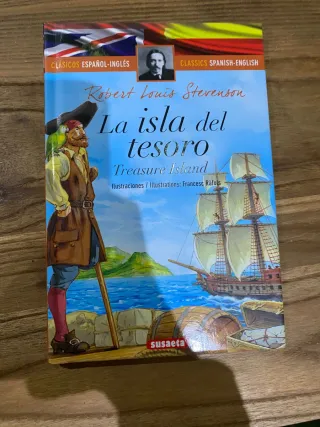 CLÁSICOS ESPAÑOL-INGLÉS
CLASSICS SPANISH-ENGLISH
Robert Louis Stevenson
La isla del
tesoro
Treasure Island
Ilustraciones / Illustrations: Francesc Ràfols
susaeta